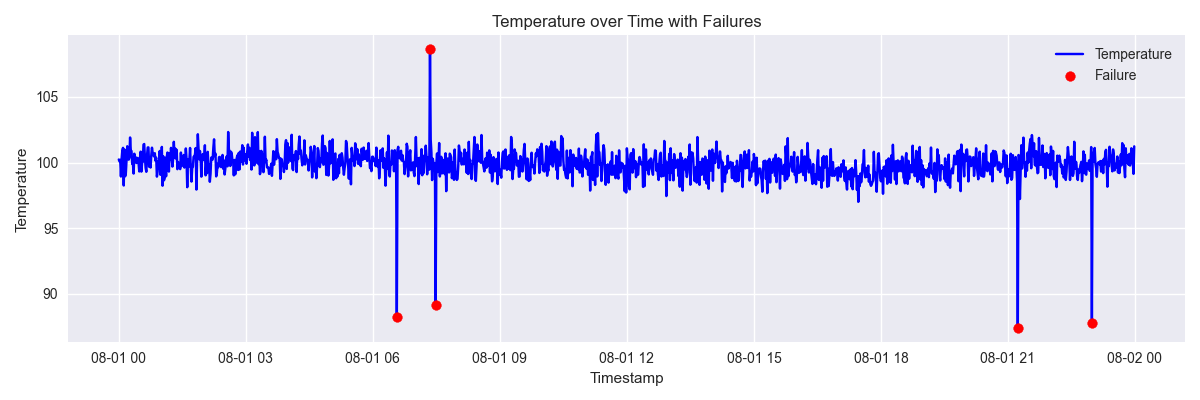 Temperature over Time with Failures
Temperature
Failure
105
100
95
90
Temperature
08-01 00
08-01 03
08-01 06
08-01 09
08-01 12
08-01 15
08-01 18
08-01 21
08-02 00
Timestamp